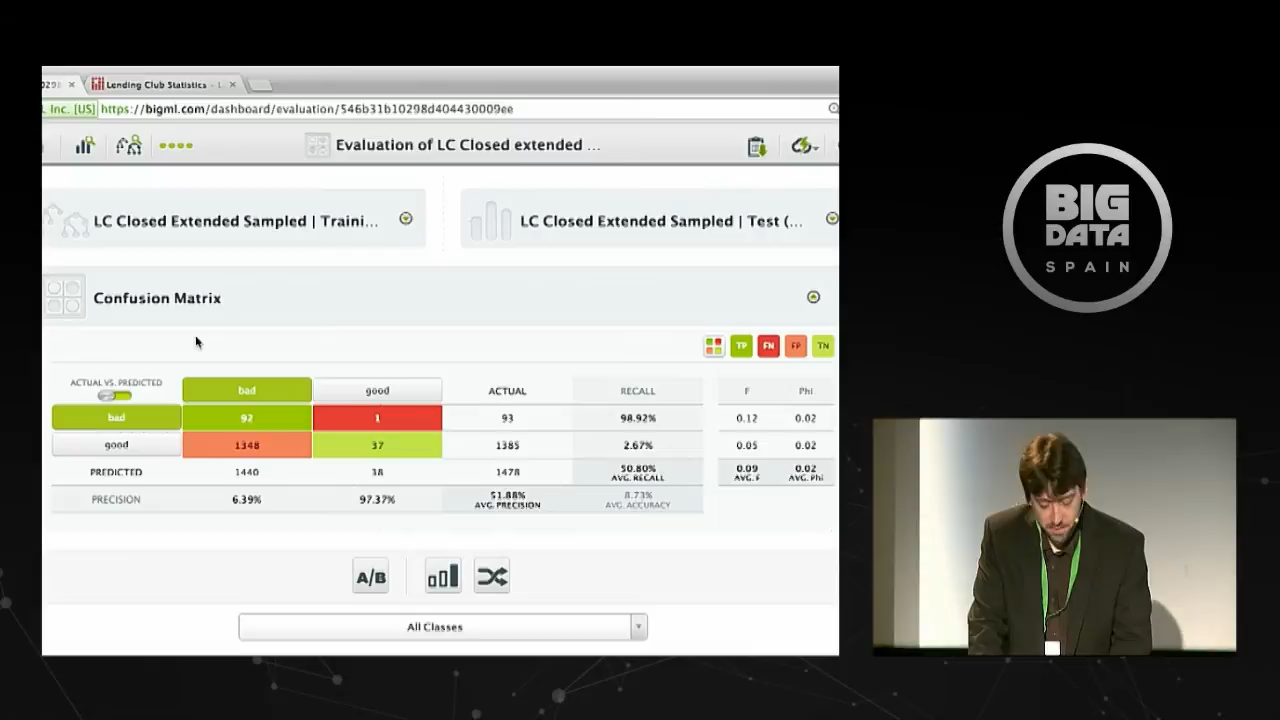 029
Lending Club Statistics - L
Inc. [US] https://bigml.com/dashboard/evaluation/546b31b10298d404430009ee
Evaluation of LC Closed extended ...
LC Closed Extended Sampled | Traini...
LC Closed Extended Sampled | Test (...
Confusion Matrix
TP FN FP TN
ACTUAL VS. PREDICTED bad good ACTUAL RECALL F Phi
bad 92 1 93 98.92% 0.12 0.02
good 1348 37 1385 2.67% 0.05 0.02
PREDICTED 1440 38 1478 50.80% AVG. RECALL 0.09 AVG. F 0.02 AVG. Phi
PRECISION 6.39% 97.37% 51.88% AVG. PRECISION 8.73% AVG. ACCURACY
A/B
All Classes
BIG
DATA
SPAIN